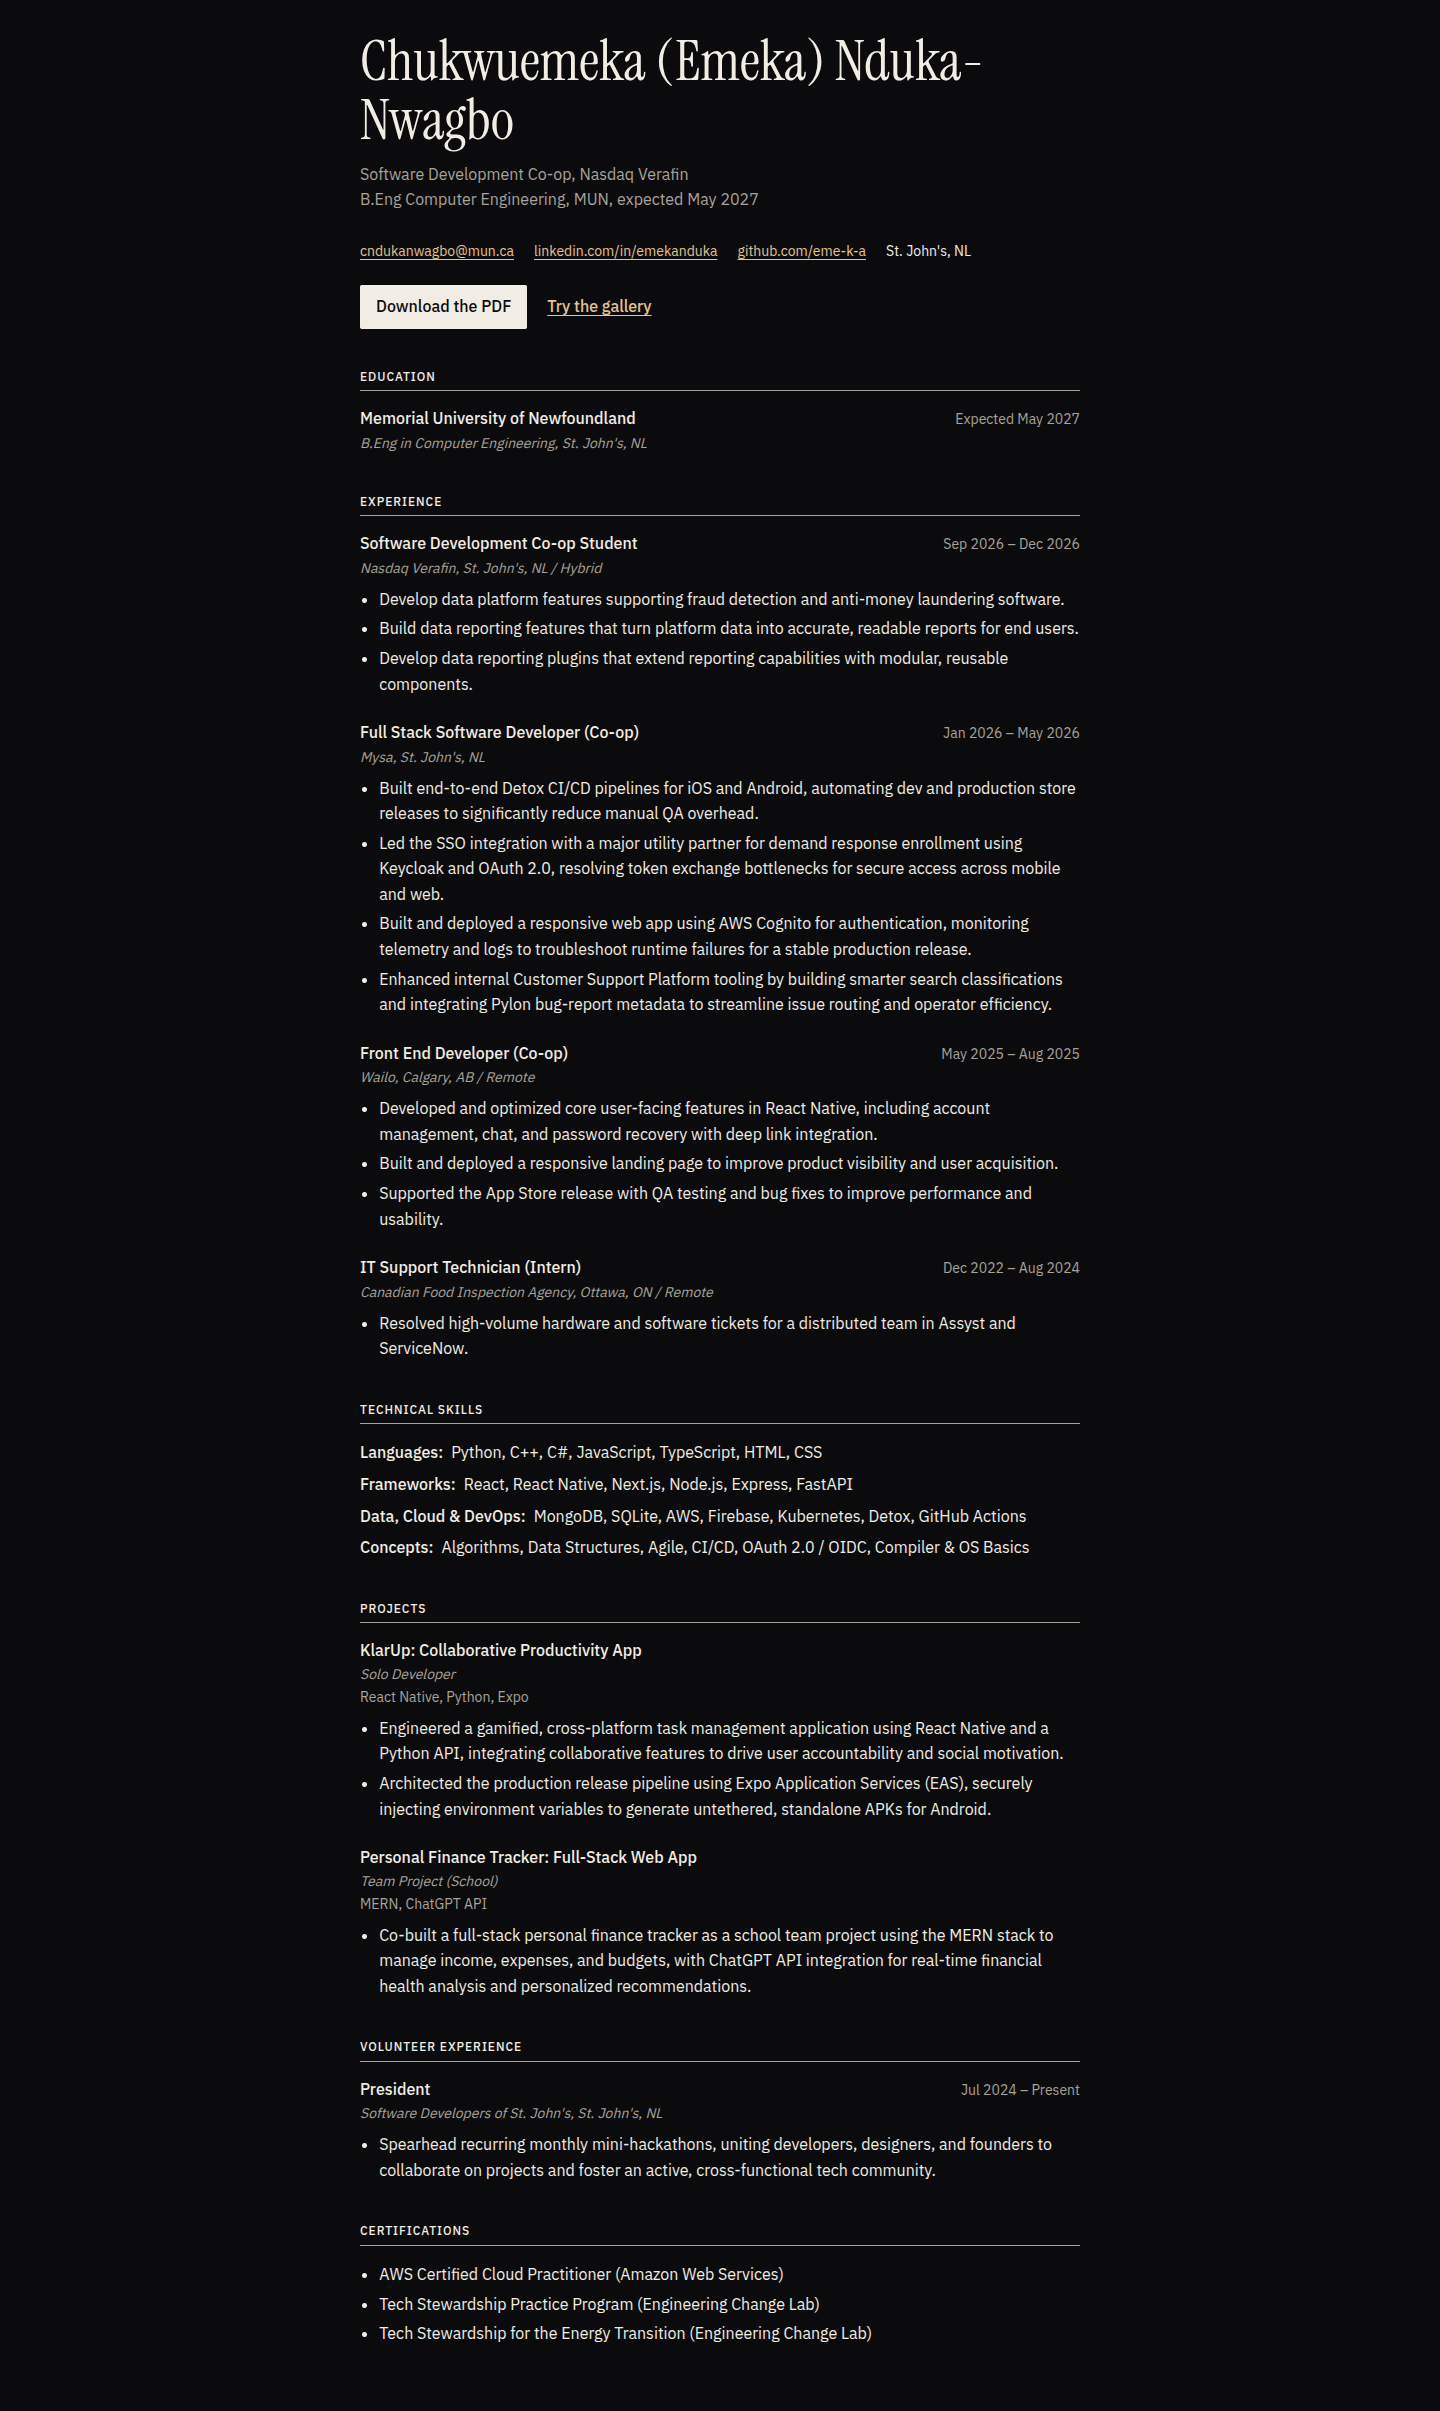 Chukwuemeka (Emeka) Nduka-
Nwagbo
Software Development Co-op, Nasdaq Verafin
B.Eng Computer Engineering, MUN, expected May 2027
cndukanwagbo@mun.ca linkedin.com/in/emekanduka github.com/eme-k-a St. John's, NL
Download the PDF Try the gallery
EDUCATION
Memorial University of Newfoundland Expected May 2027
B.Eng in Computer Engineering, St. John's, NL
EXPERIENCE
Software Development Co-op Student Sep 2026 – Dec 2026
Nasdaq Verafin, St. John's, NL / Hybrid
• Develop data platform features supporting fraud detection and anti-money laundering software.
• Build data reporting features that turn platform data into accurate, readable reports for end users.
• Develop data reporting plugins that extend reporting capabilities with modular, reusable
components.
Full Stack Software Developer (Co-op) Jan 2026 – May 2026
Mysa, St. John's, NL
• Built end-to-end Detox CI/CD pipelines for iOS and Android, automating dev and production store
releases to significantly reduce manual QA overhead.
• Led the SSO integration with a major utility partner for demand response enrollment using
Keycloak and OAuth 2.0, resolving token exchange bottlenecks for secure access across mobile
and web.
• Built and deployed a responsive web app using AWS Cognito for authentication, monitoring
telemetry and logs to troubleshoot runtime failures for a stable production release.
• Enhanced internal Customer Support Platform tooling by building smarter search classifications
and integrating Pylon bug-report metadata to streamline issue routing and operator efficiency.
Front End Developer (Co-op) May 2025 – Aug 2025
Wailo, Calgary, AB / Remote
• Developed and optimized core user-facing features in React Native, including account
management, chat, and password recovery with deep link integration.
• Built and deployed a responsive landing page to improve product visibility and user acquisition.
• Supported the App Store release with QA testing and bug fixes to improve performance and
usability.
IT Support Technician (Intern) Dec 2022 – Aug 2024
Canadian Food Inspection Agency, Ottawa, ON / Remote
• Resolved high-volume hardware and software tickets for a distributed team in Assyst and
ServiceNow.
TECHNICAL SKILLS
Languages: Python, C++, C#, JavaScript, TypeScript, HTML, CSS
Frameworks: React, React Native, Next.js, Node.js, Express, FastAPI
Data, Cloud & DevOps: MongoDB, SQLite, AWS, Firebase, Kubernetes, Detox, GitHub Actions
Concepts: Algorithms, Data Structures, Agile, CI/CD, OAuth 2.0 / OIDC, Compiler & OS Basics
PROJECTS
KlarUp: Collaborative Productivity App
Solo Developer
React Native, Python, Expo
• Engineered a gamified, cross-platform task management application using React Native and a
Python API, integrating collaborative features to drive user accountability and social motivation.
• Architected the production release pipeline using Expo Application Services (EAS), securely
injecting environment variables to generate untethered, standalone APKs for Android.
Personal Finance Tracker: Full-Stack Web App
Team Project (School)
MERN, ChatGPT API
• Co-built a full-stack personal finance tracker as a school team project using the MERN stack to
manage income, expenses, and budgets, with ChatGPT API integration for real-time financial
health analysis and personalized recommendations.
VOLUNTEER EXPERIENCE
President Jul 2024 – Present
Software Developers of St. John's, St. John's, NL
• Spearhead recurring monthly mini-hackathons, uniting developers, designers, and founders to
collaborate on projects and foster an active, cross-functional tech community.
CERTIFICATIONS
• AWS Certified Cloud Practitioner (Amazon Web Services)
• Tech Stewardship Practice Program (Engineering Change Lab)
• Tech Stewardship for the Energy Transition (Engineering Change Lab)